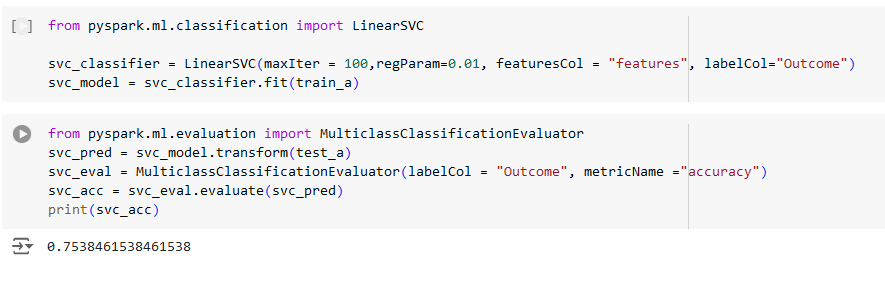 [ ] from pyspark.ml.classification import LinearSVC
svc_classifier = LinearSVC(maxIter = 100,regParam=0.01, featuresCol = "features", labelCol="Outcome")
svc_model = svc_classifier.fit(train_a)
from pyspark.ml.evaluation import MulticlassClassificationEvaluator
svc_pred = svc_model.transform(test_a)
svc_eval = MulticlassClassificationEvaluator(labelCol = "Outcome", metricName ="accuracy")
svc_acc = svc_eval.evaluate(svc_pred)
print(svc_acc)
0.7538461538461538